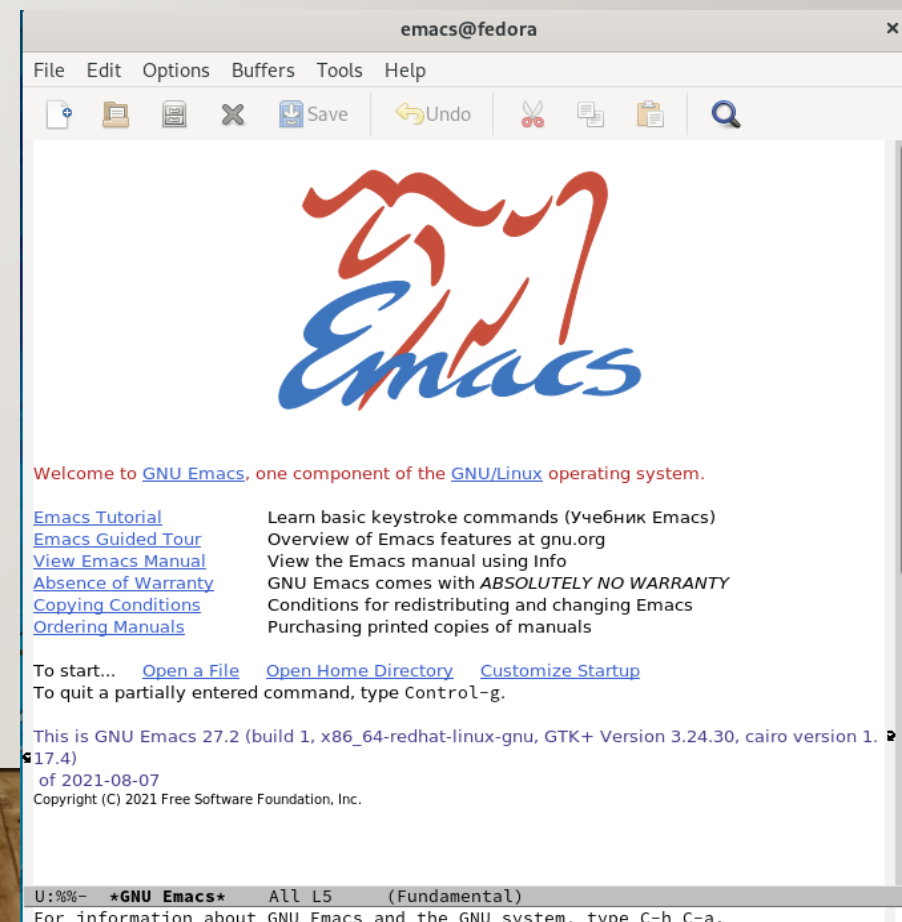 emacs@fedora ×
File Edit Options Buffers Tools Help
Save Undo
Emacs
Welcome to GNU Emacs, one component of the GNU/Linux operating system.
Emacs Tutorial Learn basic keystroke commands (Учебник Emacs)
Emacs Guided Tour Overview of Emacs features at gnu.org
View Emacs Manual View the Emacs manual using Info
Absence of Warranty GNU Emacs comes with ABSOLUTELY NO WARRANTY
Copying Conditions Conditions for redistributing and changing Emacs
Ordering Manuals Purchasing printed copies of manuals
To start... Open a File Open Home Directory Customize Startup
To quit a partially entered command, type Control-g.
This is GNU Emacs 27.2 (build 1, x86_64-redhat-linux-gnu, GTK+ Version 3.24.30, cairo version 1.
17.4)
of 2021-08-07
Copyright (C) 2021 Free Software Foundation, Inc.
U:%%- *GNU Emacs* All L5 (Fundamental)
For information about GNU Emacs and the GNU system, type C-h C-a.